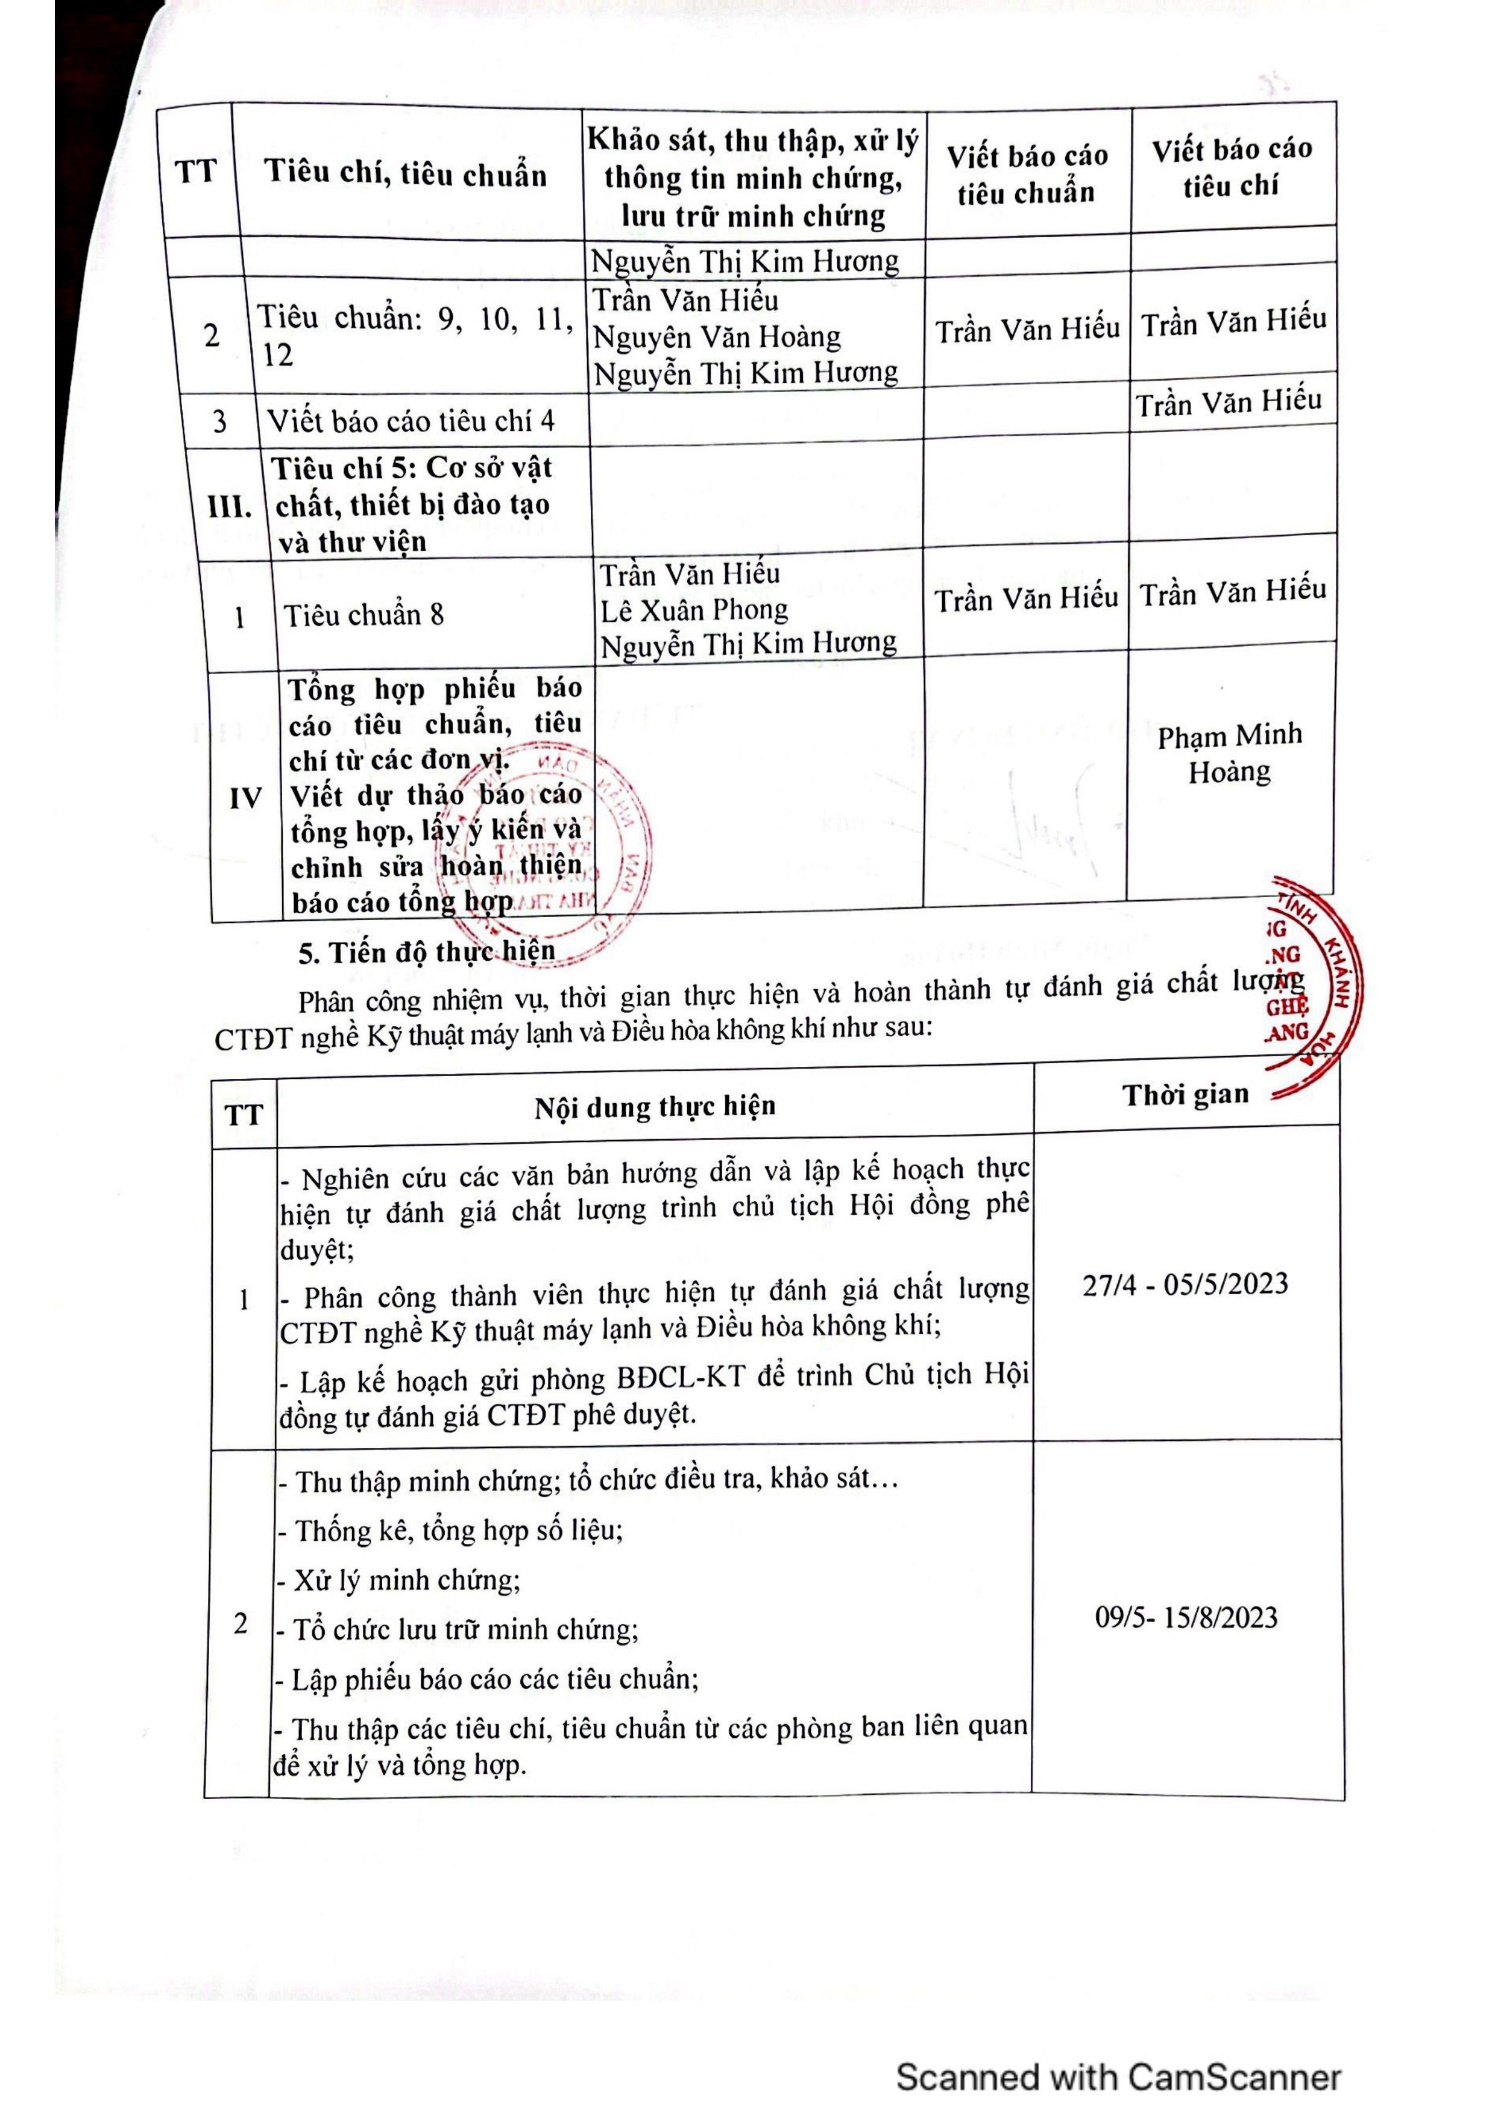 TT
Tiêu chí, tiêu chuẩn
Khảo sát, thu thập, xử lý
thông tin minh chứng,
lưu trữ minh chứng
Viết báo cáo
tiêu chuẩn
Viết báo cáo
tiêu chí
Nguyễn Thị Kim Hương
2
Tiêu chuẩn: 9, 10, 11,
12
Trần Văn Hiếu
Nguyên Văn Hoàng
Nguyễn Thị Kim Hương
Trần Văn Hiếu
Trần Văn Hiếu
3
Viết báo cáo tiêu chí 4
Trần Văn Hiếu
III.
Tiêu chí 5: Cơ sở vật
chất, thiết bị đào tạo
và thư viện
1
Tiêu chuẩn 8
Trần Văn Hiếu
Lê Xuân Phong
Nguyễn Thị Kim Hương
Trần Văn Hiếu
Trần Văn Hiếu
IV
Tổng hợp phiếu báo
cáo tiêu chuẩn, tiêu
chí từ các đơn vị.
Viết dự thảo báo cáo
tổng hợp, lấy ý kiến và
chỉnh sửa hoàn thiện
báo cáo tổng hợp
Phạm Minh
Hoàng
TỈNH KHÁNH HÒA
NG
GHỆ
ANG
5. Tiến độ thực hiện
Phân công nhiệm vụ, thời gian thực hiện và hoàn thành tự đánh giá chất lượng
CTĐT nghề Kỹ thuật máy lạnh và Điều hòa không khí như sau:
TT
Nội dung thực hiện
Thời gian
1
- Nghiên cứu các văn bản hướng dẫn và lập kế hoạch thực
hiện tự đánh giá chất lượng trình chủ tịch Hội đồng phê
duyệt;
- Phân công thành viên thực hiện tự đánh giá chất lượng
CTĐT nghề Kỹ thuật máy lạnh và Điều hòa không khí;
- Lập kế hoạch gửi phòng BĐCL-KT để trình Chủ tịch Hội
đồng tự đánh giá CTĐT phê duyệt.
27/4 - 05/5/2023
2
- Thu thập minh chứng; tổ chức điều tra, khảo sát…
- Thống kê, tổng hợp số liệu;
- Xử lý minh chứng;
- Tổ chức lưu trữ minh chứng;
- Lập phiếu báo cáo các tiêu chuẩn;
- Thu thập các tiêu chí, tiêu chuẩn từ các phòng ban liên quan
để xử lý và tổng hợp.
09/5- 15/8/2023
Scanned with CamScanner